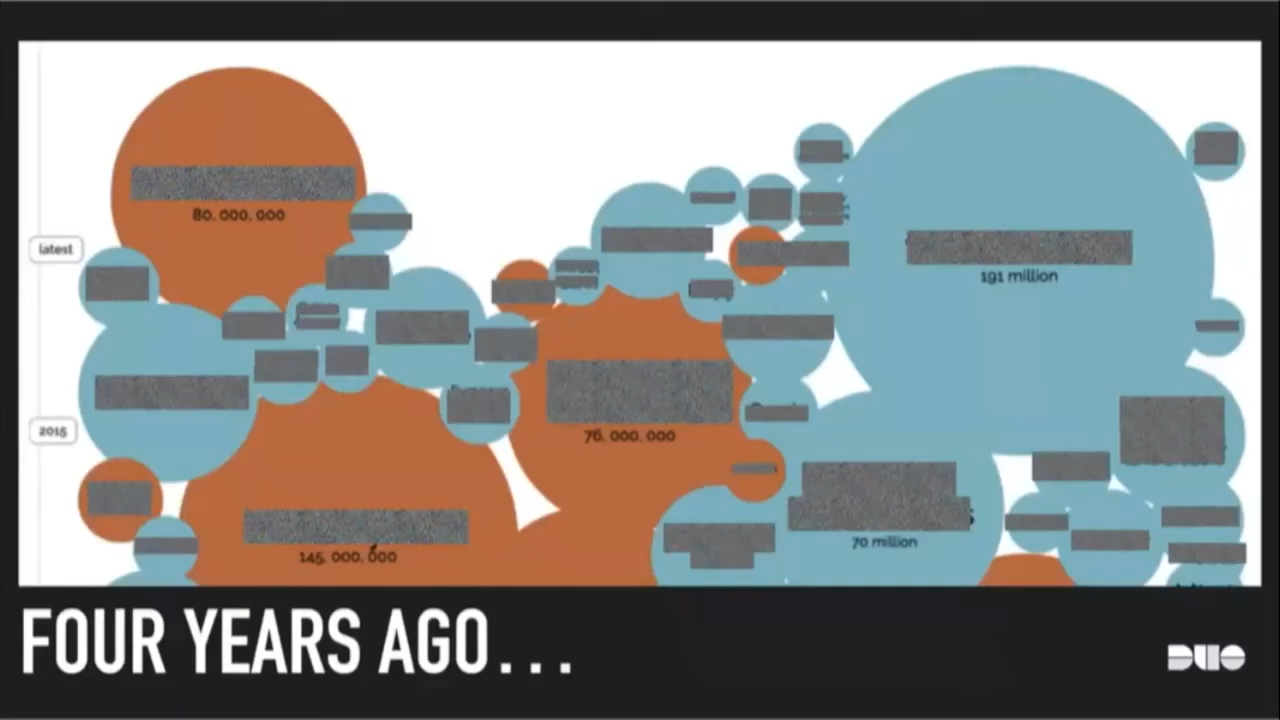 80, 000, 000
latest
191 million
2015
76, 000, 000
145, 000, 000
70 million
FOUR YEARS AGO...
DUO